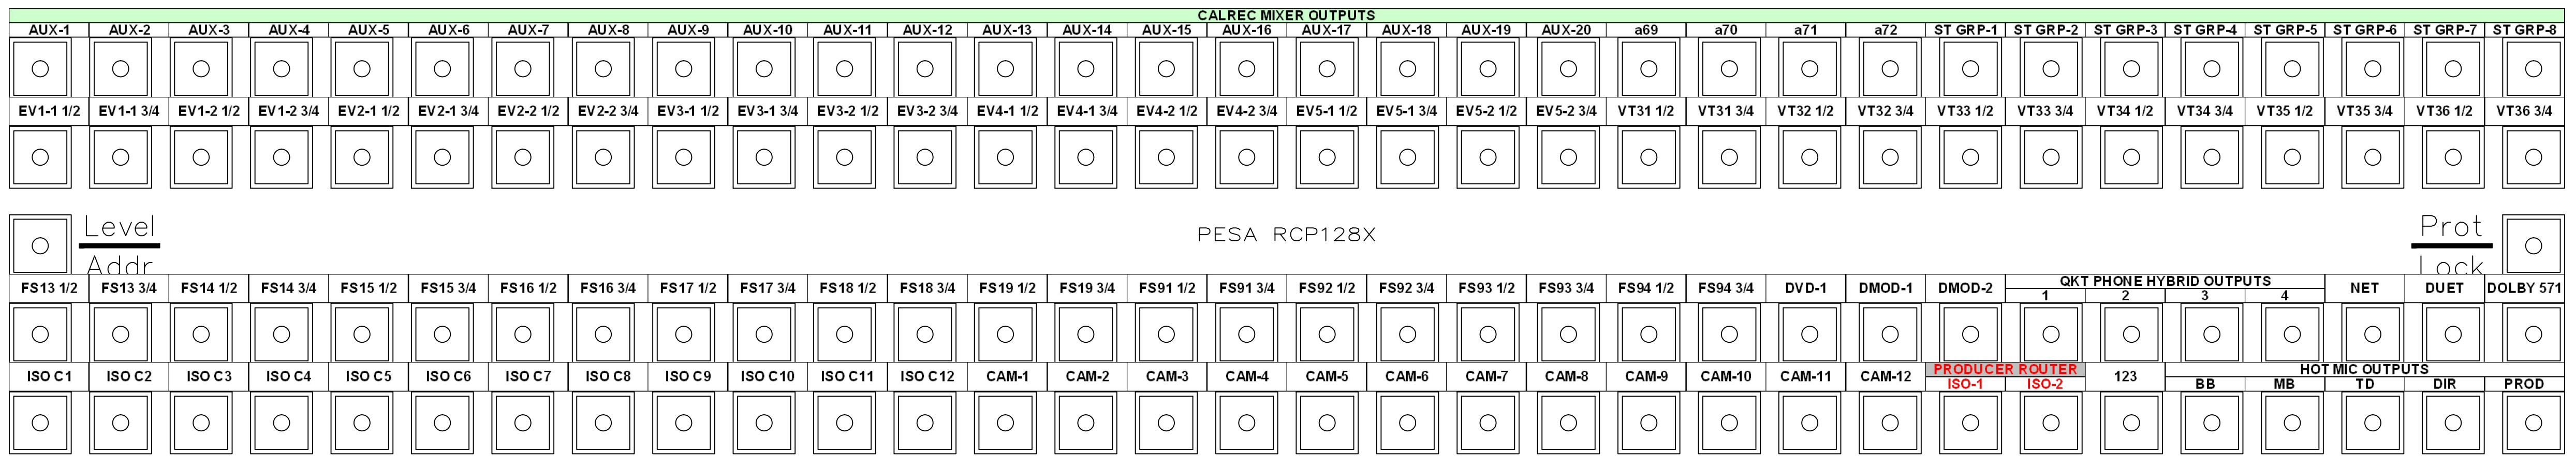 CALREC MIXER OUTPUTS
AUX-1 AUX-2 AUX-3 AUX-4 AUX-5 AUX-6 AUX-7 AUX-8 AUX-9 AUX-10 AUX-11 AUX-12 AUX-13 AUX-14 AUX-15 AUX-16 AUX-17 AUX-18 AUX-19 AUX-20 a69 a70 a71 a72 ST GRP-1 ST GRP-2 ST GRP-3 ST GRP-4 ST GRP-5 ST GRP-6 ST GRP-7 ST GRP-8
EV1-1 1/2 EV1-1 3/4 EV1-2 1/2 EV1-2 3/4 EV2-1 1/2 EV2-1 3/4 EV2-2 1/2 EV2-2 3/4 EV3-1 1/2 EV3-1 3/4 EV3-2 1/2 EV3-2 3/4 EV4-1 1/2 EV4-1 3/4 EV4-2 1/2 EV4-2 3/4 EV5-1 1/2 EV5-1 3/4 EV5-2 1/2 EV5-2 3/4 VT31 1/2 VT31 3/4 VT32 1/2 VT32 3/4 VT33 1/2 VT33 3/4 VT34 1/2 VT34 3/4 VT35 1/2 VT35 3/4 VT36 1/2 VT36 3/4
Level
Addr
PESA RCP128X
Prot
Lock
FS13 1/2 FS13 3/4 FS14 1/2 FS14 3/4 FS15 1/2 FS15 3/4 FS16 1/2 FS16 3/4 FS17 1/2 FS17 3/4 FS18 1/2 FS18 3/4 FS19 1/2 FS19 3/4 FS91 1/2 FS91 3/4 FS92 1/2 FS92 3/4 FS93 1/2 FS93 3/4 FS94 1/2 FS94 3/4 DVD-1 DMOD-1 DMOD-2 QKT PHONE HYBRID OUTPUTS NET DUET DOLBY 571
1 2 3 4
ISO C1 ISO C2 ISO C3 ISO C4 ISO C5 ISO C6 ISO C7 ISO C8 ISO C9 ISO C10 ISO C11 ISO C12 CAM-1 CAM-2 CAM-3 CAM-4 CAM-5 CAM-6 CAM-7 CAM-8 CAM-9 CAM-10 CAM-11 CAM-12 PRODUCER ROUTER 123 HOT MIC OUTPUTS
ISO-1 ISO-2 BB MB TD DIR PROD